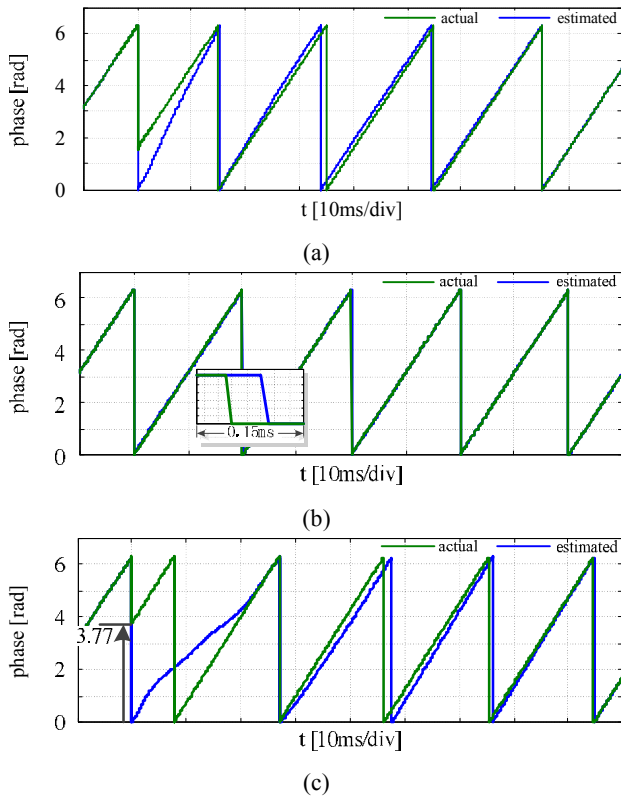 actual estimated
6
4
2
0
phase [rad]
t [10ms/div]
(a)
actual estimated
6
4
2
0
phase [rad]
0.15ms
t [10ms/div]
(b)
actual estimated
6
4
3.77
2
0
phase [rad]
t [10ms/div]
(c)